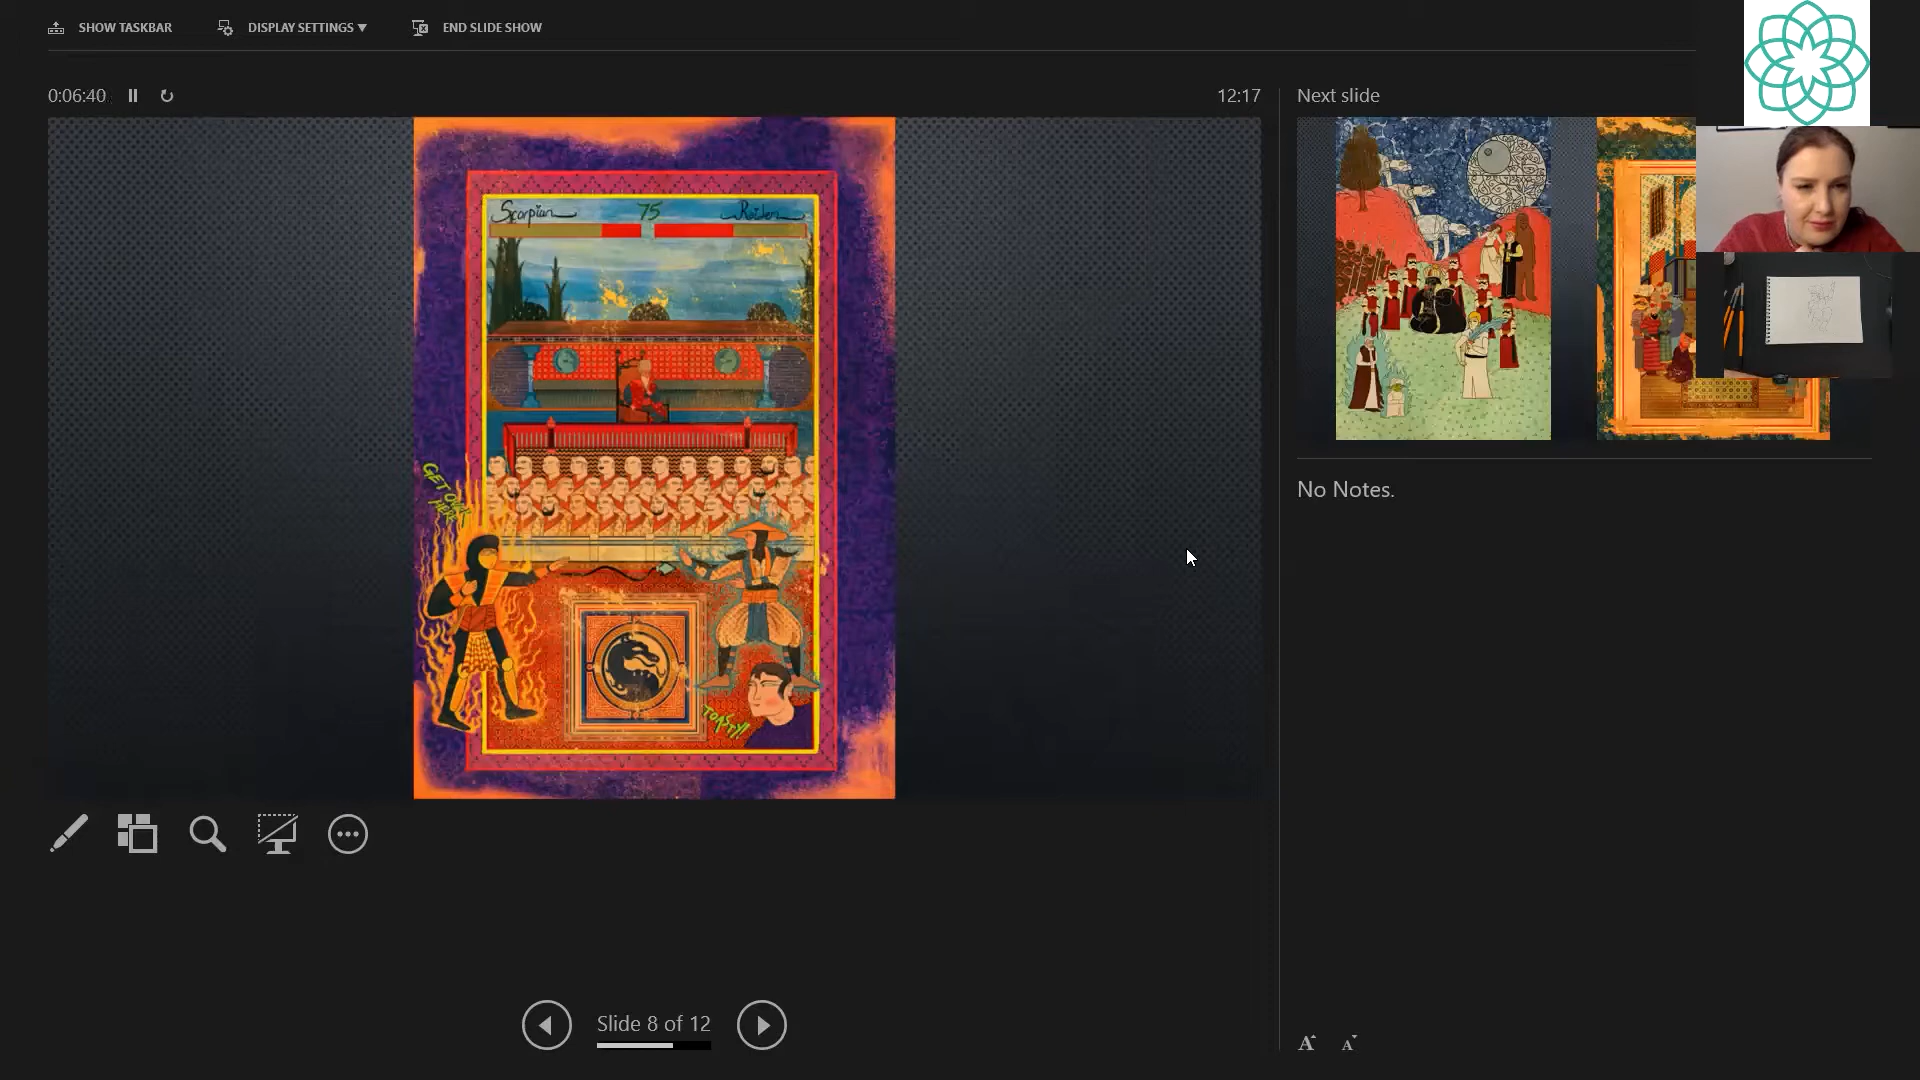 SHOW TASKBAR
DISPLAY SETTINGS ▼
END SLIDE SHOW
0:06:40
12:17
Next slide
Scorpion
75
Raiden
GET OVER
HERE
TOASTY!!
No Notes.
Slide 8 of 12
A
A